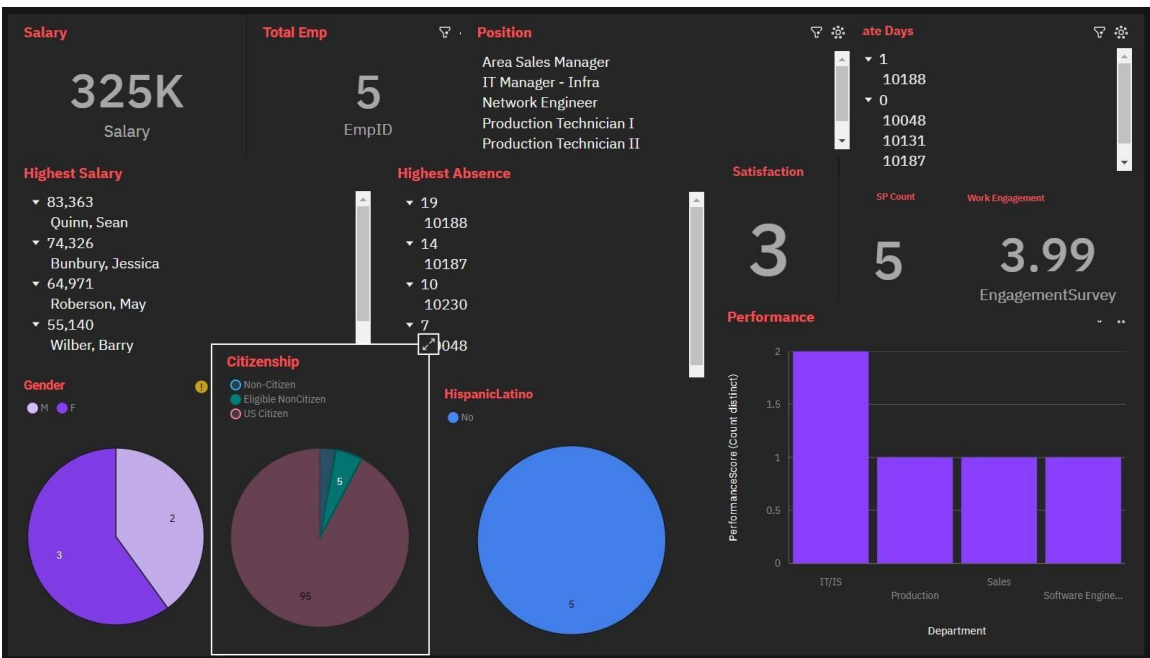 Salary
325K
Salary
Total Emp
5
EmpID
Position
Area Sales Manager
IT Manager - Infra
Network Engineer
Production Technician I
Production Technician II
ate Days
1
10188
0
10048
10131
10187
Highest Salary
83,363
Quinn, Sean
74,326
Bunbury, Jessica
64,971
Roberson, May
55,140
Wilber, Barry
Highest Absence
19
10188
14
10187
10
10230
7
0048
Satisfaction
3
SP Count
5
Work Engagement
3.99
EngagementSurvey
Gender
M F
2
3
Citizenship
Non-Citizen
Eligible NonCitizen
US Citizen
5
95
HispanicLatino
No
5
Performance
PerformanceScore (Count distinct)
2
1.5
1
0.5
0
IT/IS
Production
Sales
Software Engine...
Department